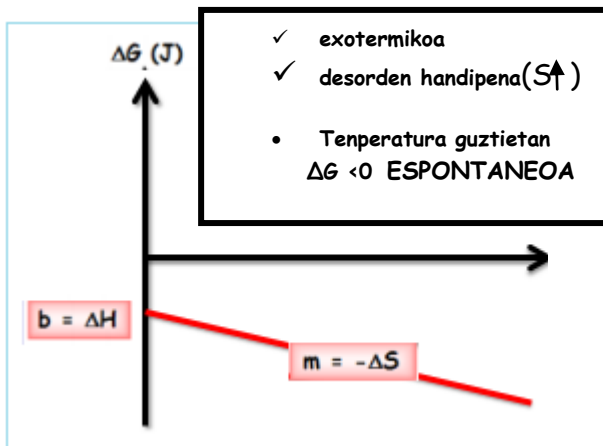 ΔG (J)
✓ exotermikoa
✓ desorden handipena(S↑)
• Tenperatura guztietan
ΔG <0 ESPONTANEOA
b = ΔH
m = -ΔS